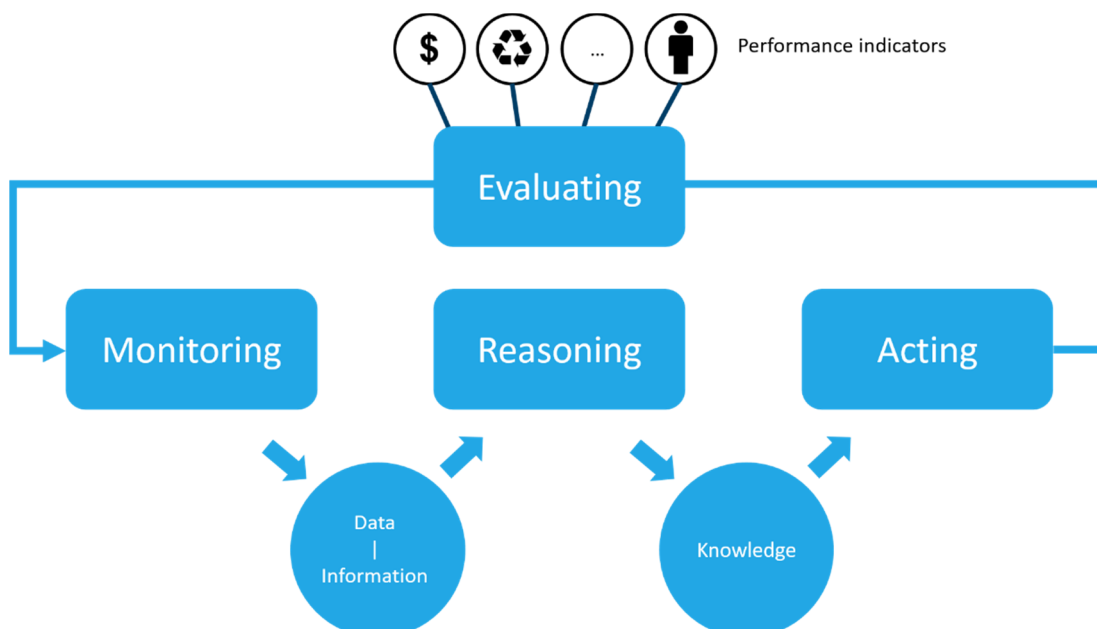 $
...
Performance indicators
Evaluating
Monitoring
Reasoning
Acting
Data
|
Information
Knowledge